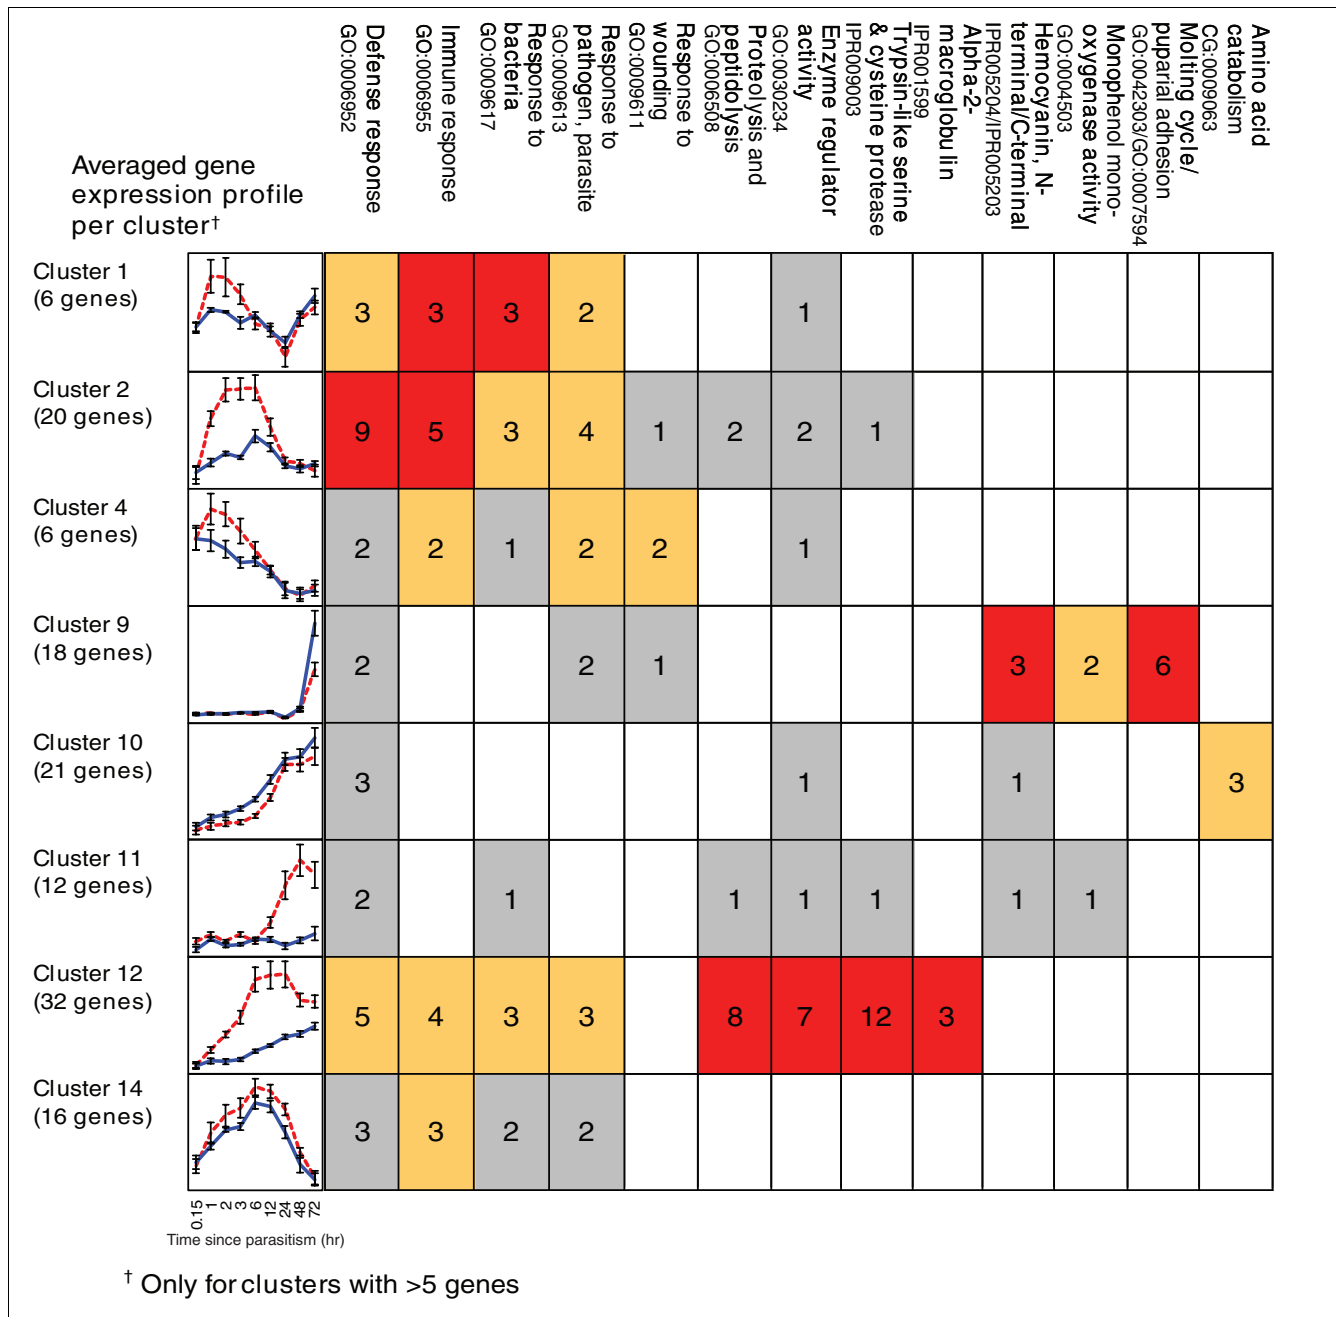 Defense response
GO:0006952
Immune response
GO:0006955
Response to
bacteria
GO:0009617
Response to
pathogen, parasite
GO:0009613
Response to
wounding
GO:0009611
Proteolysis and
peptidolysis
GO:0006508
Enzyme regulator
activity
GO:0030234
Trypsin-like serine
& cysteine protease
IPR009003
Alpha-2-
macroglobulin
IPR001599
Hemocyanin, N-
terminal/C-terminal
IPR005204/IPR005203
Monophenol mono-
oxygenase activity
GO:0004503
Molting cycle/
puparial adhesion
GO:0042303/GO:0007594
Amino acid
catabolism
CG:0009063
Averaged gene
expression profile
per cluster†
Cluster 1
(6 genes)
3 3 3 2 1
Cluster 2
(20 genes)
9 5 3 4 1 2 2 1
Cluster 4
(6 genes)
2 2 1 2 2 1
Cluster 9
(18 genes)
2 2 1 3 2 6
Cluster 10
(21 genes)
3 1 1 3
Cluster 11
(12 genes)
2 1 1 1 1 1 1
Cluster 12
(32 genes)
5 4 3 3 8 7 12 3
Cluster 14
(16 genes)
3 3 2 2
0.15 1 2 3 6 12 24 48 72
Time since parasitism (hr)
† Only for clusters with >5 genes